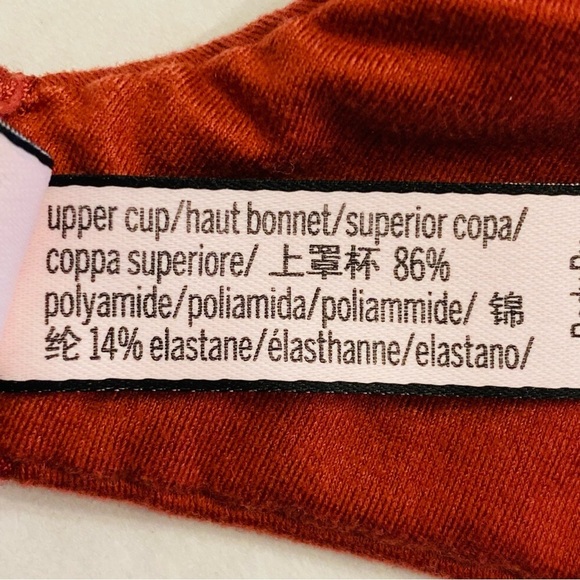 upper cup/haut bonnet/superior copa/
coppa superiore/ 上罩杯 86%
polyamide/poliamida/poliammide/ 锦
纶 14% elastane/élasthanne/elastano/